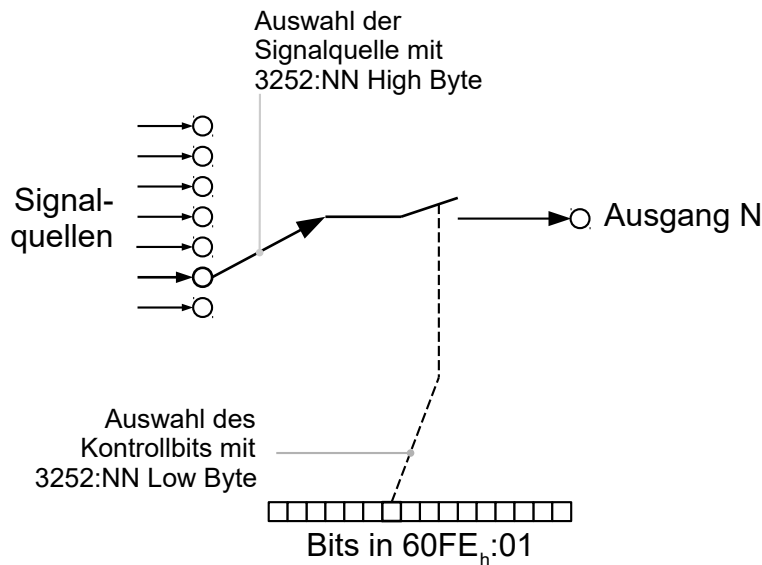 Auswahl der
Signalquelle mit
3252:NN High Byte
Signal-
quellen
Ausgang N
Auswahl des
Kontrollbits mit
3252:NN Low Byte
Bits in 60FEₕ:01